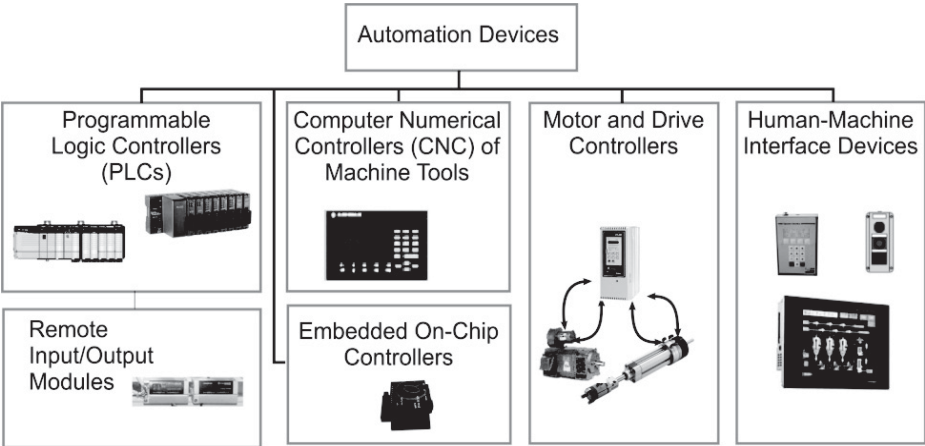 Automation Devices
Programmable
Logic Controllers
(PLCs)
Computer Numerical
Controllers (CNC) of
Machine Tools
Motor and Drive
Controllers
Human-Machine
Interface Devices
Remote
Input/Output
Modules
Embedded On-Chip
Controllers